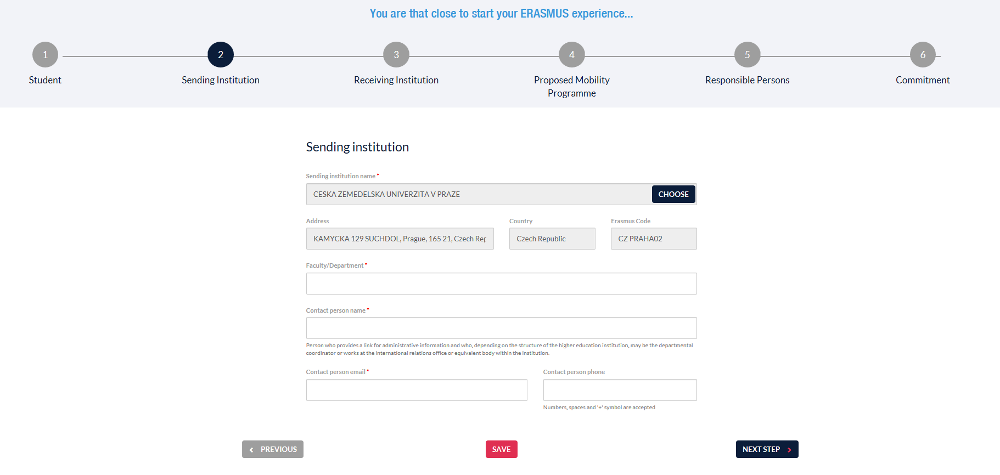 You are that close to start your ERASMUS experience...
1
2
3
4
5
6
Student
Sending Institution
Receiving Institution
Proposed Mobility
Programme
Responsible Persons
Commitment
Sending institution
Sending institution name *
CESKA ZEMEDELSKA UNIVERZITA V PRAZE
CHOOSE
Address
Country
Erasmus Code
KAMYCKA 129 SUCHDOL, Prague, 165 21, Czech Rep
Czech Republic
CZ PRAHA02
Faculty/Department *
Contact person name *
Person who provides a link for administrative information and who, depending on the structure of the higher education institution, may be the departmental
coordinator or works at the international relations office or equivalent body within the institution.
Contact person email *
Contact person phone
Numbers, spaces and '+' symbol are accepted
PREVIOUS
SAVE
NEXT STEP